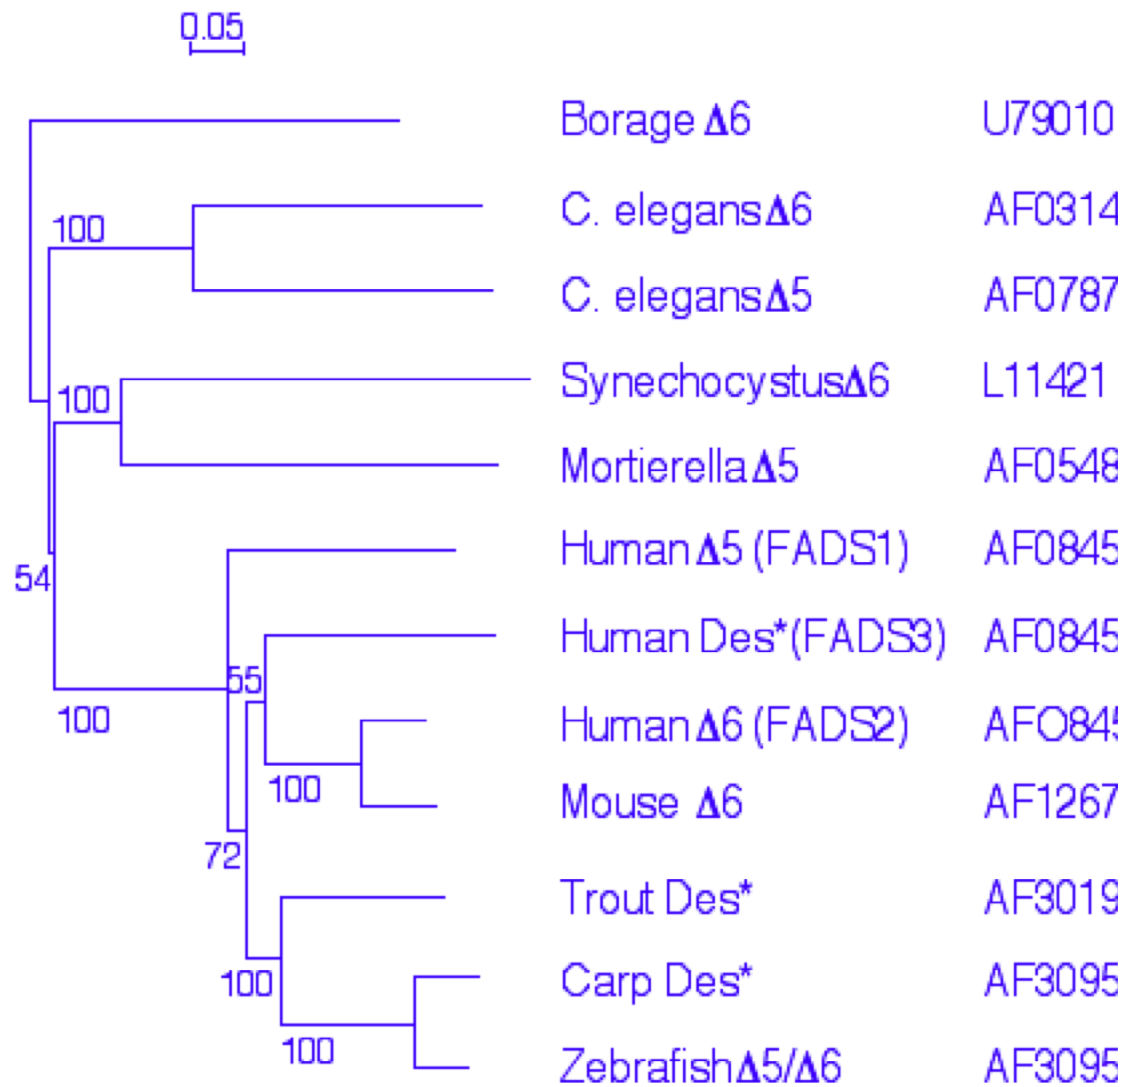 0.05
Borage Δ6 U79010
100
C. elegans Δ6 AF0314
C. elegans Δ5 AF0787
100
Synechocystus Δ6 L11421
Mortierella Δ5 AF0548
Human Δ5 (FADS1) AF0845
54
Human Des* (FADS3) AF0845
55
100
Human Δ6 (FADS2) AFO845
100
Mouse Δ6 AF1267
72
Trout Des* AF3019
100
Carp Des* AF3095
100
Zebrafish Δ5/Δ6 AF3095